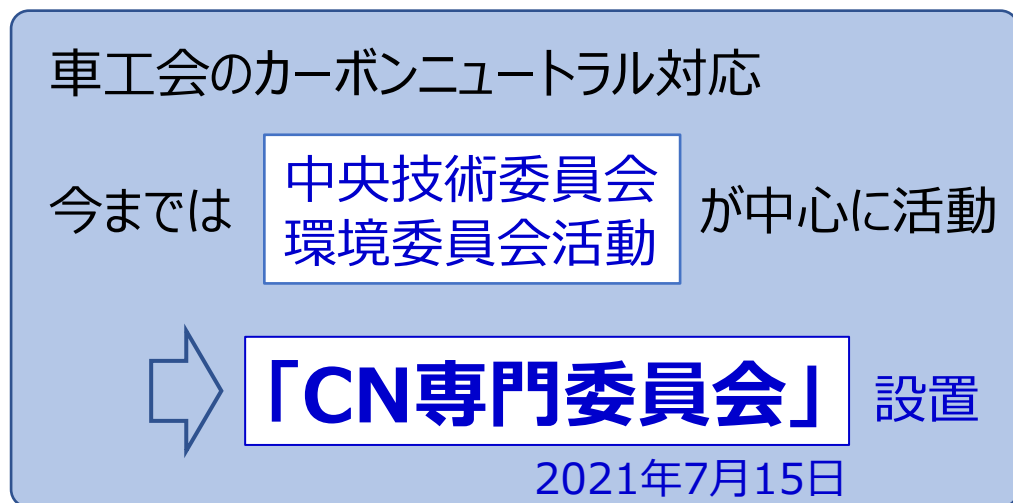 車工会のカーボンニュートラル対応
今までは
中央技術委員会
環境委員会活動
が中心に活動
「CN専門委員会」
設置
2021年7月15日